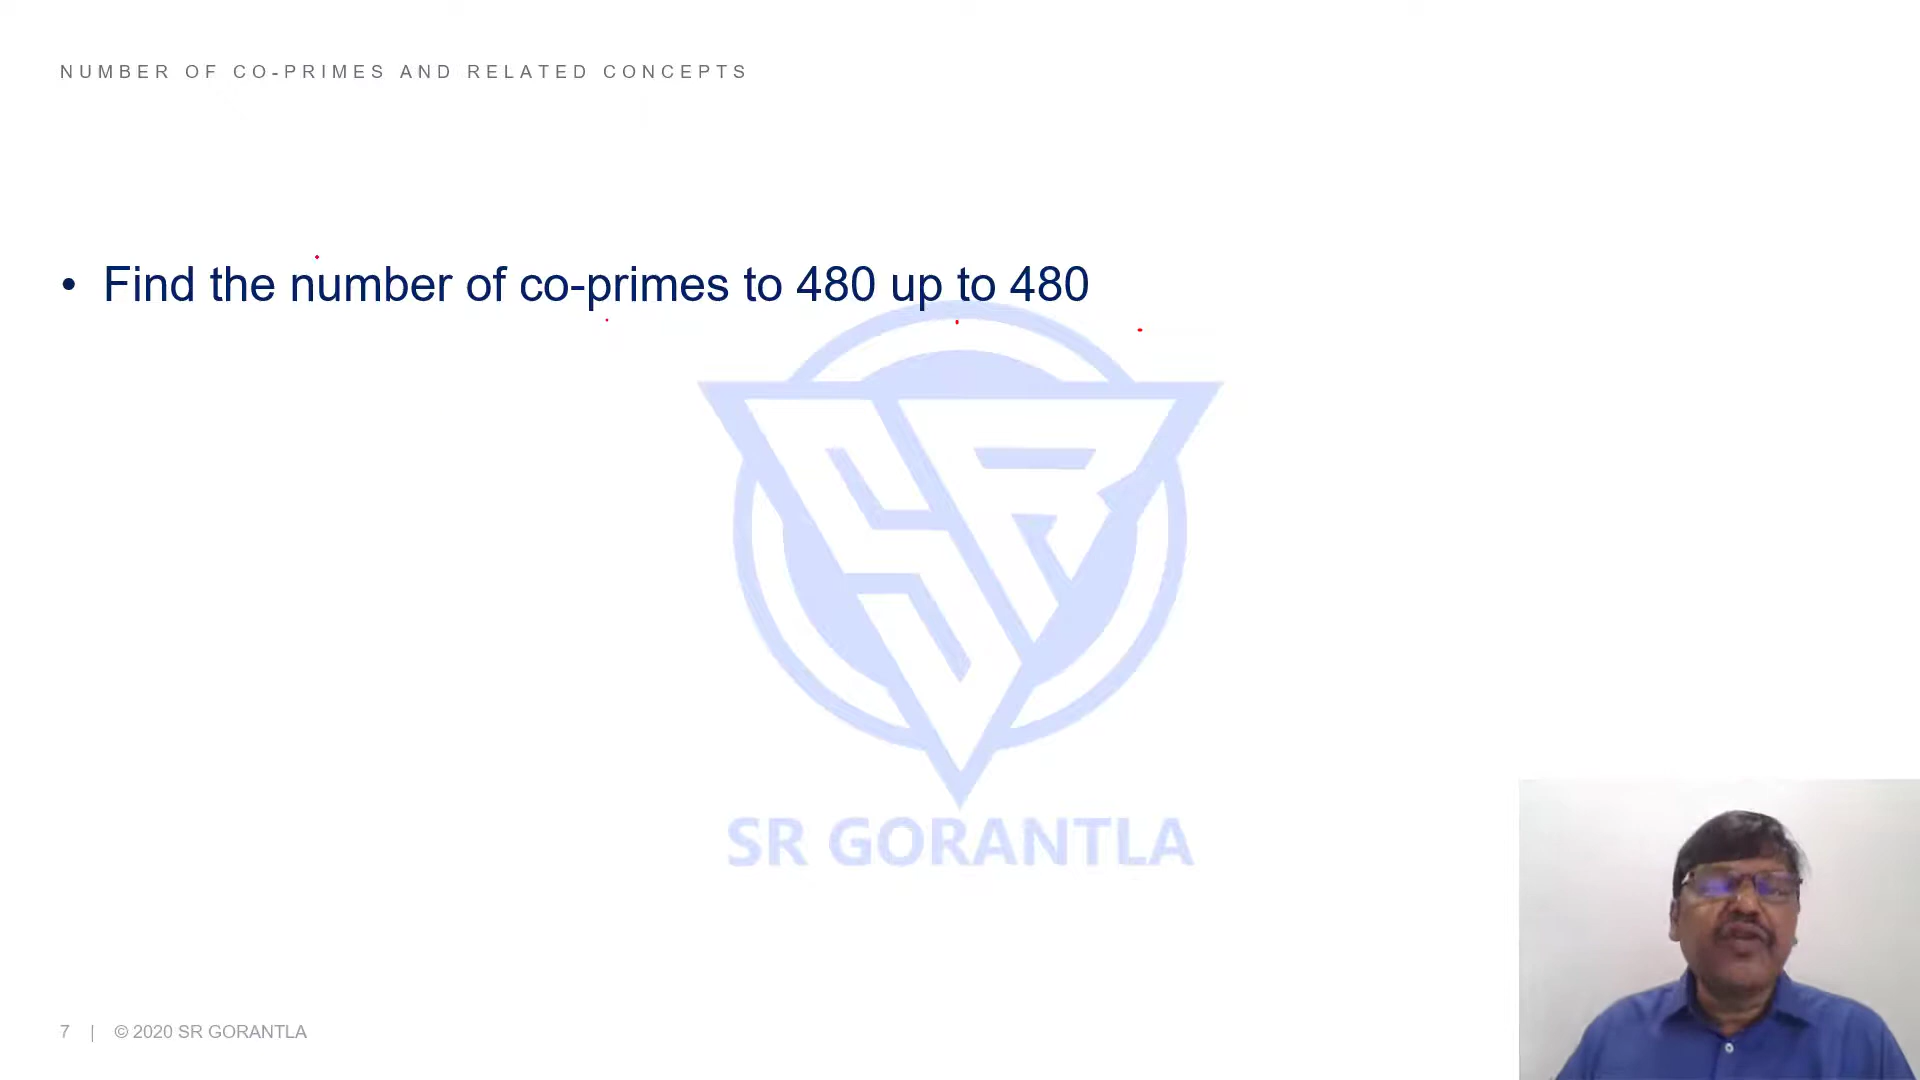 NUMBER OF CO-PRIMES AND RELATED CONCEPTS
• Find the number of co-primes to 480 up to 480
SR
SR GORANTLA
7 | © 2020 SR GORANTLA